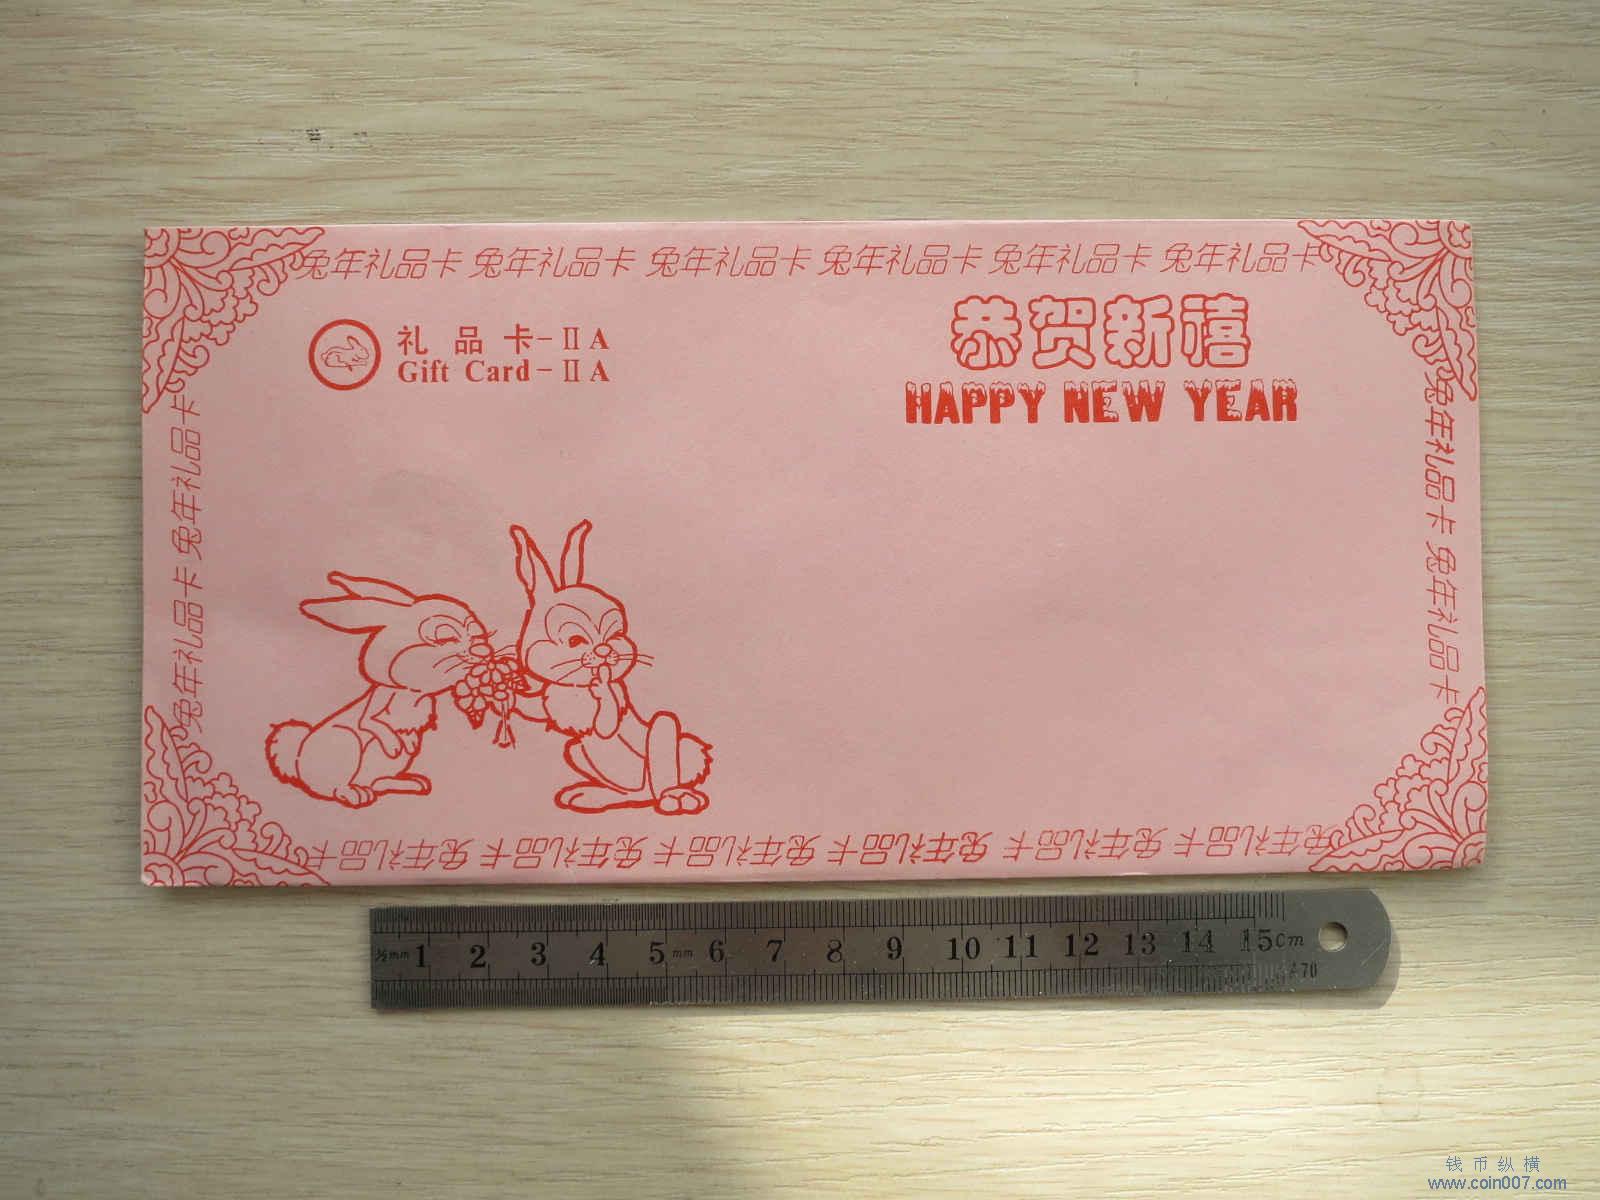 兔年礼品卡 兔年礼品卡 兔年礼品卡 兔年礼品卡 兔年礼品卡 兔年礼品卡
礼品卡-ⅡA
Gift Card-ⅡA
恭贺新禧
HAPPY NEW YEAR
兔年礼品卡 兔年礼品卡
兔年礼品卡 兔年礼品卡
兔年礼品卡 兔年礼品卡 兔年礼品卡 兔年礼品卡 兔年礼品卡 兔年礼品卡
½mm 1 2 3 4 5 mm 6 7 8 9 10 11 12 13 14 15cm
A70
钱币纵横
www.coin007.com